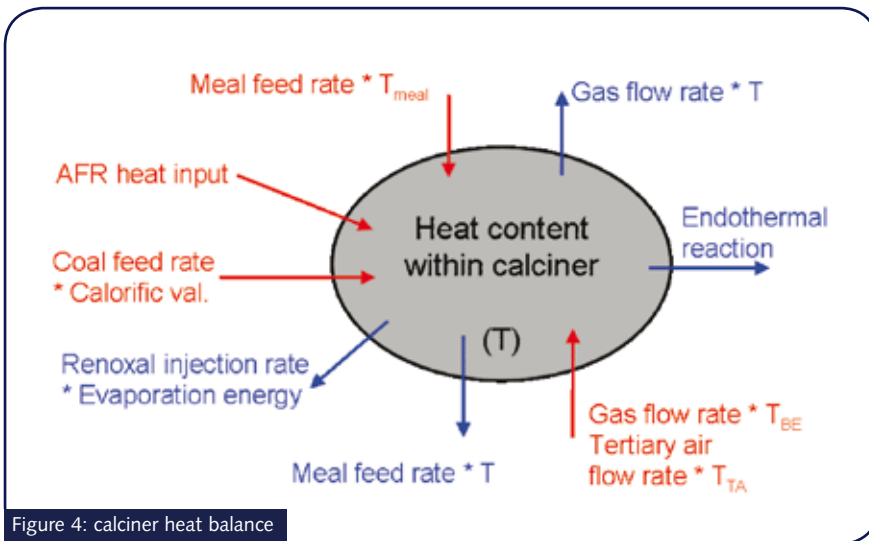 Meal feed rate * Tmeal
Gas flow rate * T
AFR heat input
Heat content
within calciner
Endothermal
reaction
Coal feed rate
* Calorific val.
(T)
Renoxal injection rate
* Evaporation energy
Gas flow rate * TBE
Tertiary air
flow rate * TTA
Meal feed rate * T
Figure 4: calciner heat balance